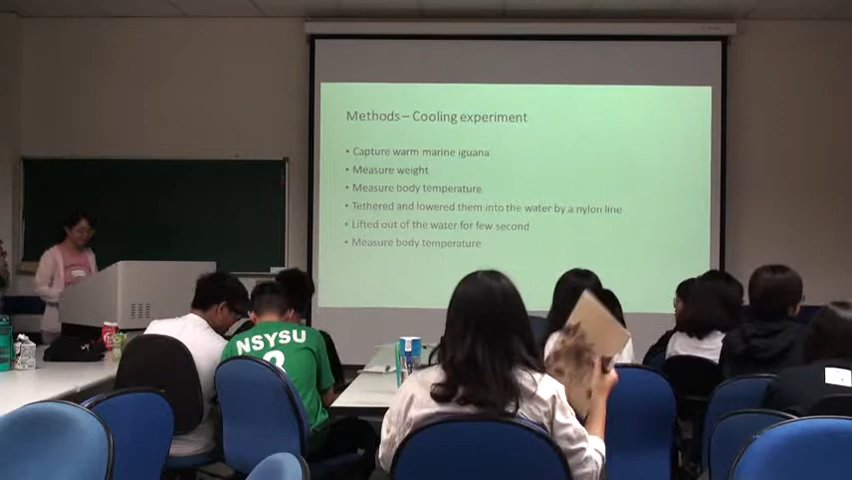 Methods – Cooling experiment
• Capture warm marine iguana
• Measure weight
• Measure body temperature
• Tethered and lowered them into the water by a nylon line
• Lifted out of the water for few second
• Measure body temperature
NSYSU
2